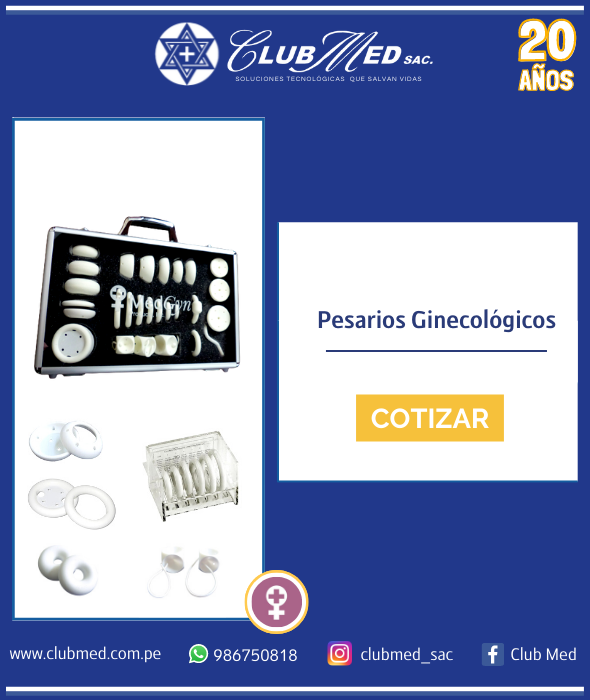 CLUB MED SAC.
SOLUCIONES TECNOLÓGICAS QUE SALVAN VIDAS
20
AÑOS
MedGyn
Pesarios Ginecológicos
COTIZAR
www.clubmed.com.pe
986750818
clubmed_sac
Club Med